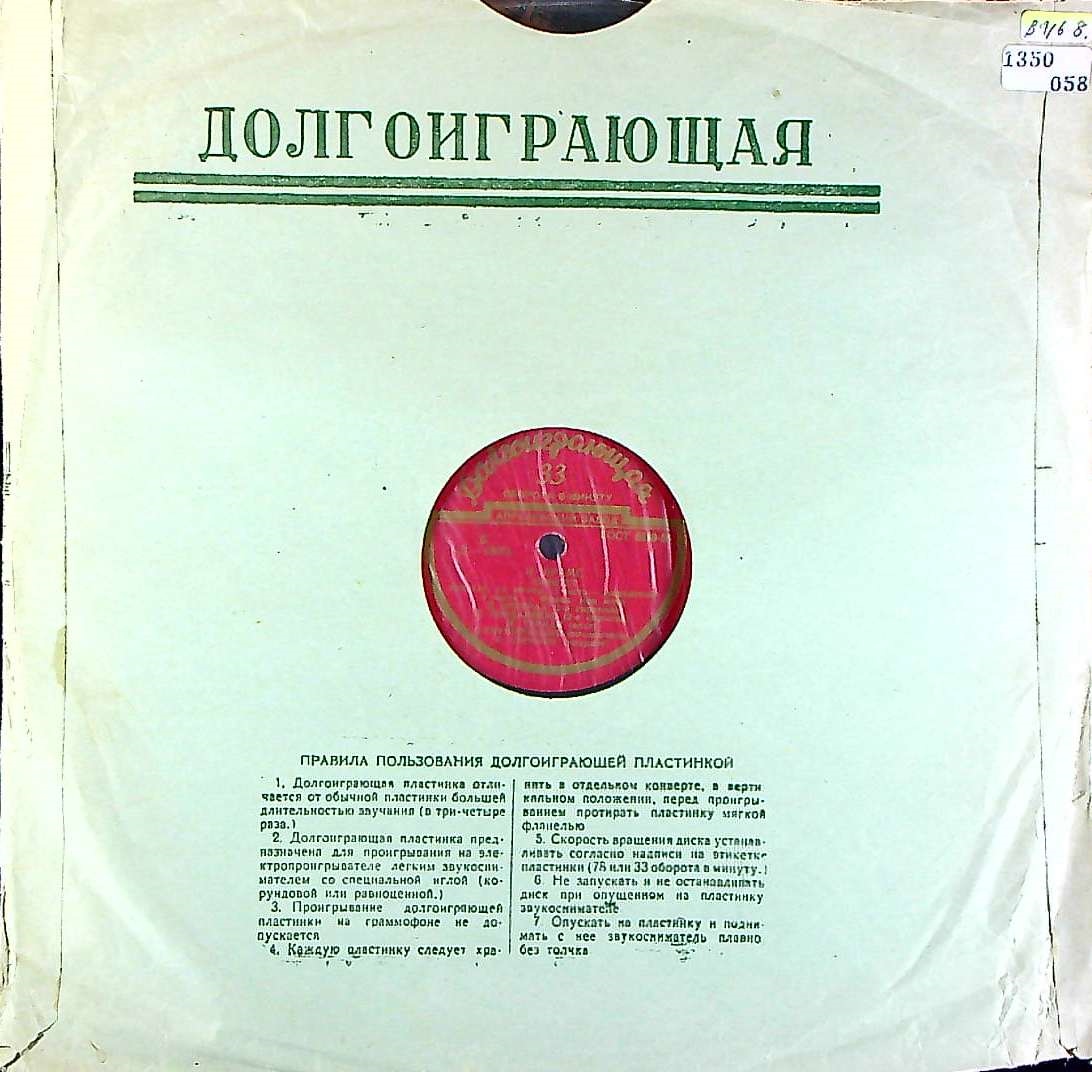 1350
058
ДОЛГОИГРАЮЩАЯ
Долгоиграющая
33
ОБОРОТА В МИНУТУ
ГОСТ
ПРАВИЛА ПОЛЬЗОВАНИЯ ДОЛГОИГРАЮЩЕЙ ПЛАСТИНКОЙ
1. Долгоиграющая пластинка отли-
чается от обычной пластинки большей
длительностью звучания (в три-четыре
раза.)
2. Долгоиграющая пластинка пред-
назначена для проигрывания на эле-
ктропроигрывателе легким звукосни-
мателем со специальной иглой (ко-
рундовой или равноценной.)
3. Проигрывание долгоиграющей
пластинки на граммофоне не до-
пускается
4. Каждую пластинку следует хра-
нить в отдельном конверте, в верти
кальном положении, перед проигры-
ванием протирать пластинку мягкой
фланелью
5. Скорость вращения диска устанав-
ливать согласно надписи на этикетке
пластинки (78 или 33 оборота в минуту.)
6. Не запускать и не останавливать
диск при опущенном на пластинку
звукоснимателе
7. Опускать на пластинку и подни-
мать с нее звукосниматель плавно
без толчка